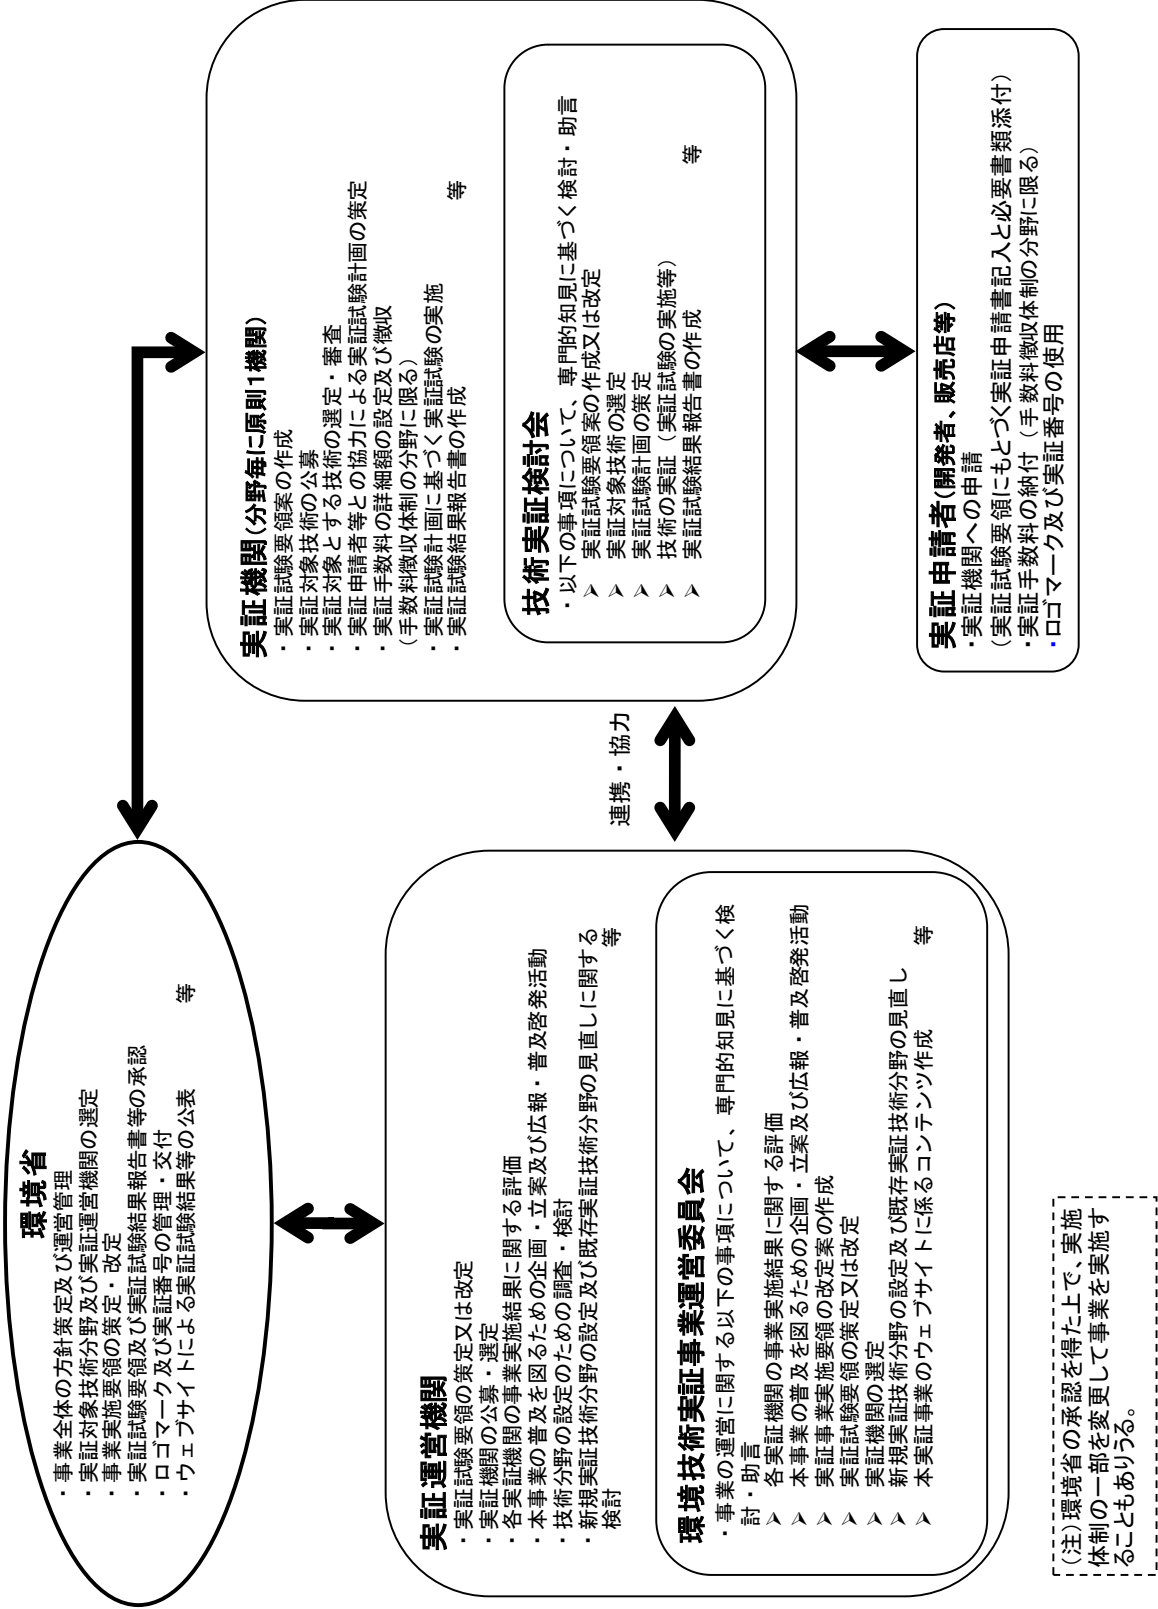 環境省
・事業全体の方針策定及び運営管理
・実証対象技術分野及び実証運営機関の選定
・事業実施要領の策定・改定
・実証試験要領及び実証試験結果報告書等の承認
・ロゴマーク及び実証番号の管理・交付
・ウェブサイトによる実証試験結果等の公表
等
実証運営機関
・実証試験要領の策定又は改定
・実証機関の公募・選定
・各実証機関の事業実施結果に関する評価
・本事業の普及を図るための企画・立案及び広報・普及啓発活動
・技術分野の設定のための調査・検討
・新規実証技術分野の設定及び既存実証技術分野の見直しに関する
検討
等
環境技術実証事業運営委員会
・事業の運営に関する以下の事項について、専門的知見に基づく検
討・助言
➢ 各実証機関の事業実施結果に関する評価
➢ 本事業の普及を図るための企画・立案及び広報・普及啓発活動
➢ 実証事業実施要領の改定案の作成
➢ 実証試験要領の策定又は改定
➢ 実証機関の選定
➢ 新規実証技術分野の設定及び既存実証技術分野の見直し
➢ 本実証事業のウェブサイトに係るコンテンツ作成
等
連携・協力
実証機関(分野毎に原則1機関)
・実証試験要領案の作成
・実証対象技術の公募
・実証対象とする技術の選定・審査
・実証申請者等との協力による実証試験計画の策定
・実証手数料の詳細額の設定及び徴収
(手数料徴収体制の分野に限る)
・実証試験計画に基づく実証試験の実施
・実証試験結果報告書の作成
等
技術実証検討会
・以下の事項について、専門的知見に基づく検討・助言
➢ 実証試験要領案の作成又は改定
➢ 実証対象技術の選定
➢ 実証試験計画の策定
➢ 技術の実証(実証試験の実施等)
➢ 実証試験結果報告書の作成
等
実証申請者(開発者、販売店等)
・実証機関への申請
(実証試験要領にもとづく実証申請書記入と必要書類添付)
・実証手数料の納付(手数料徴収体制の分野に限る)
・ロゴマーク及び実証番号の使用
(注)環境省の承認を得た上で、実施
体制の一部を変更して事業を実施す
ることもありうる。